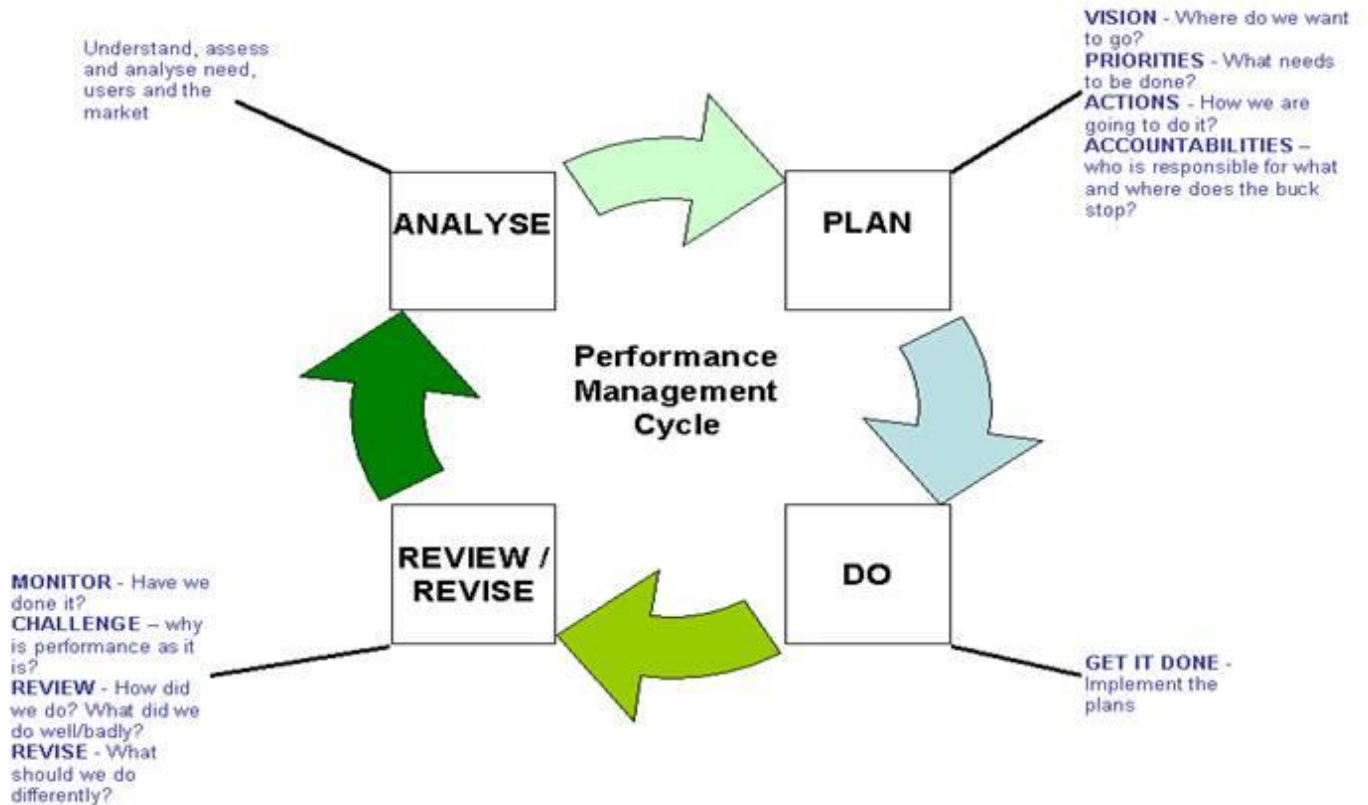 Understand, assess
and analyse need,
users and the
market
VISION - Where do we want
to go?
PRIORITIES - What needs
to be done?
ACTIONS - How we are
going to do it?
ACCOUNTABILITIES –
who is responsible for what
and where does the buck
stop?
ANALYSE
PLAN
Performance
Management
Cycle
REVIEW /
REVISE
DO
MONITOR - Have we
done it?
CHALLENGE – why
is performance as it
is?
REVIEW - How did
we do? What did we
do well/badly?
REVISE - What
should we do
differently?
GET IT DONE -
Implement the
plans